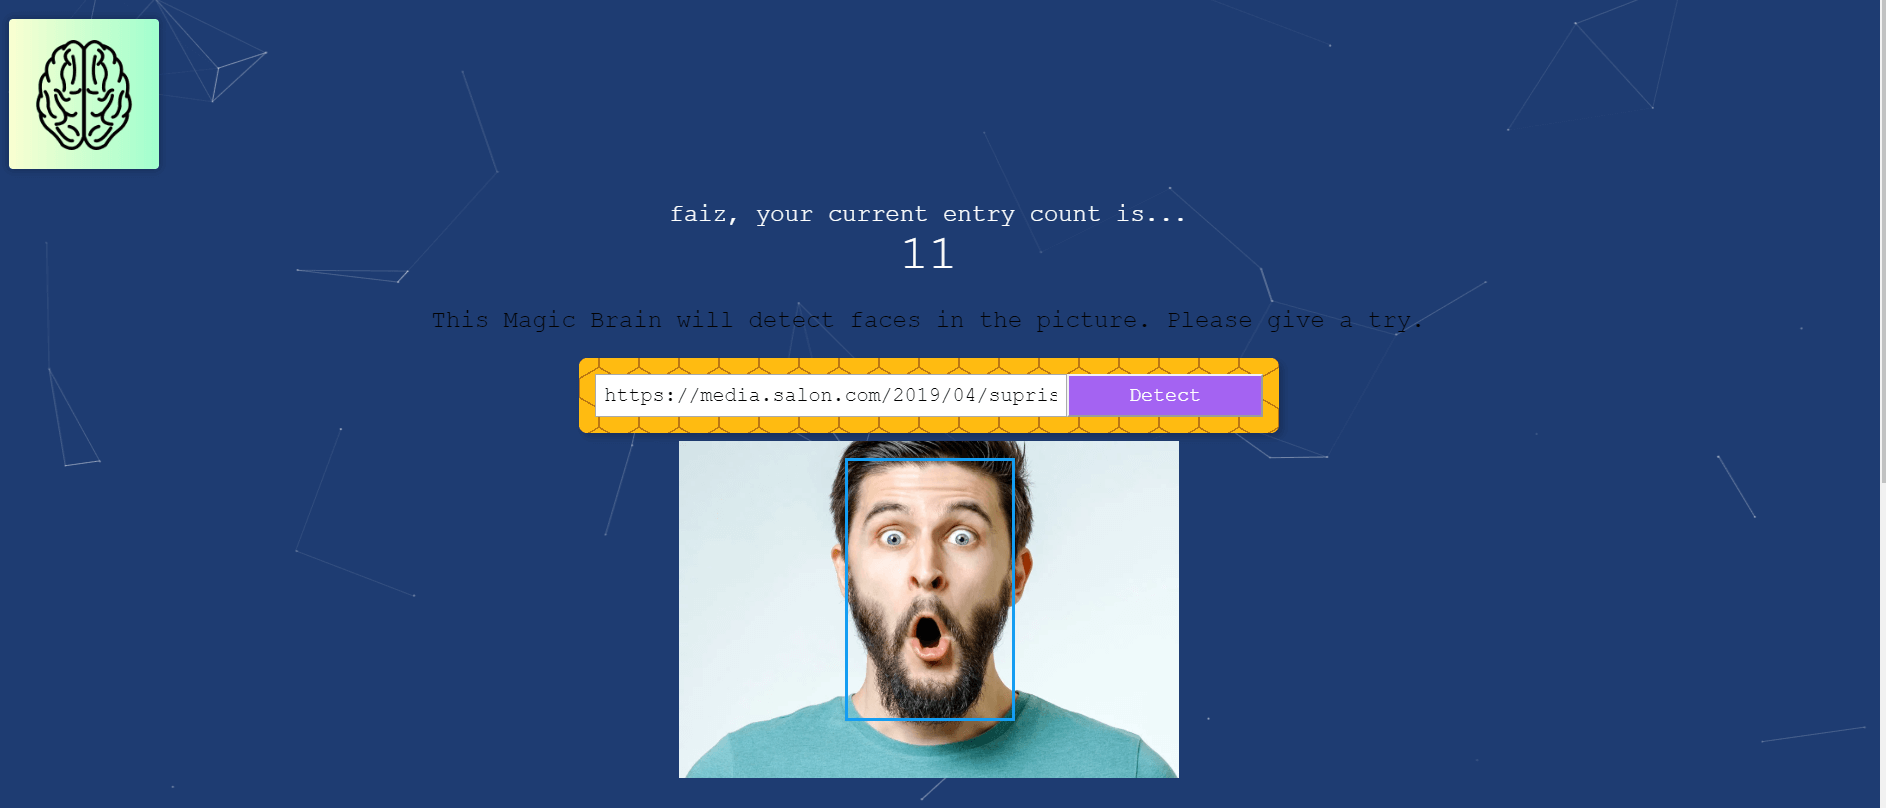 faiz, your current entry count is...
11
This Magic Brain will detect faces in the picture. Please give a try.
https://media.salon.com/2019/04/supris
Detect